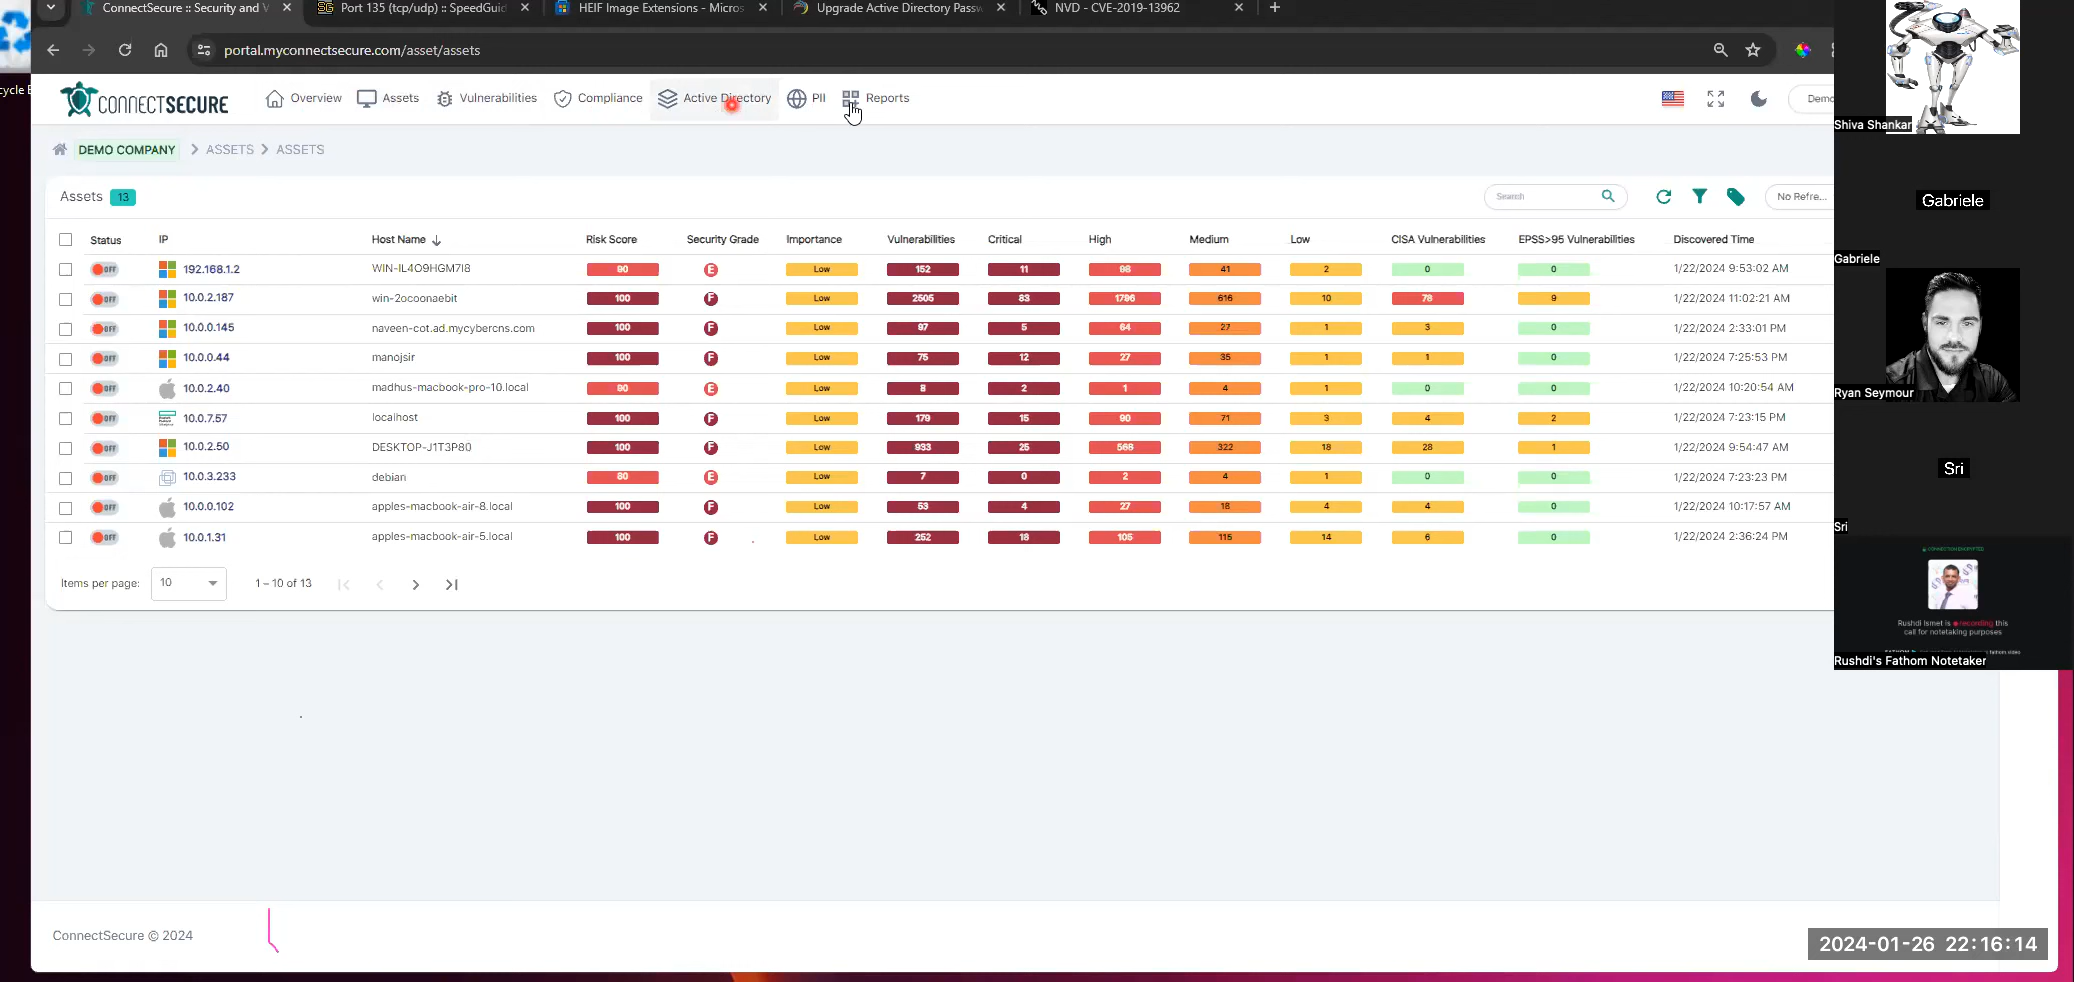 ConnectSecure :: Security and V
Port 135 (tcp/udp) :: SpeedGuid
HEIF Image Extensions - Micros
Upgrade Active Directory Passw
NVD - CVE-2019-13962
portal.myconnectsecure.com/asset/assets
cycle
CONNECTSECURE
Overview Assets Vulnerabilities Compliance Active Directory PII Reports
Demo
DEMO COMPANY > ASSETS > ASSETS
Assets 13
Search
No Refre...
Status IP Host Name Risk Score Security Grade Importance Vulnerabilities Critical High Medium Low CISA Vulnerabilities EPSS>95 Vulnerabilities Discovered Time
OFF 192.168.1.2 WIN-IL4O9HGM7I8 90 E Low 152 11 98 41 2 0 0 1/22/2024 9:53:02 AM
OFF 10.0.2.187 win-2ocoonaebit 100 F Low 2505 83 1796 616 10 78 9 1/22/2024 11:02:21 AM
OFF 10.0.0.145 naveen-cot.ad.mycybercns.com 100 F Low 97 5 64 27 1 3 0 1/22/2024 2:33:01 PM
OFF 10.0.0.44 manojsir 100 F Low 75 12 27 35 1 1 0 1/22/2024 7:25:53 PM
OFF 10.0.2.40 madhus-macbook-pro-10.local 90 E Low 8 2 1 4 1 0 0 1/22/2024 10:20:54 AM
OFF 10.0.7.57 localhost 100 F Low 179 15 90 71 3 4 2 1/22/2024 7:23:15 PM
OFF 10.0.2.50 DESKTOP-J1T3P80 100 F Low 933 25 568 322 18 28 1 1/22/2024 9:54:47 AM
OFF 10.0.3.233 debian E Low 7 0 2 4 1 0 0 1/22/2024 7:23:23 PM
OFF 10.0.0.102 apples-macbook-air-8.local 100 F Low 53 4 27 18 4 4 0 1/22/2024 10:17:57 AM
OFF 10.0.1.31 apples-macbook-air-5.local 100 F Low 252 18 105 115 14 6 0 1/22/2024 2:36:24 PM
Items per page: 10 1 – 10 of 13
ConnectSecure © 2024
Shiva Shankar
Gabriele
Gabriele
Ryan Seymour
Sri
Sri
CONNECTION ENCRYPTED
Rushdi Ismet is recording this
call for notetaking purposes
FATHOM
Rushdi's Fathom Notetaker
2024-01-26 22:16:14